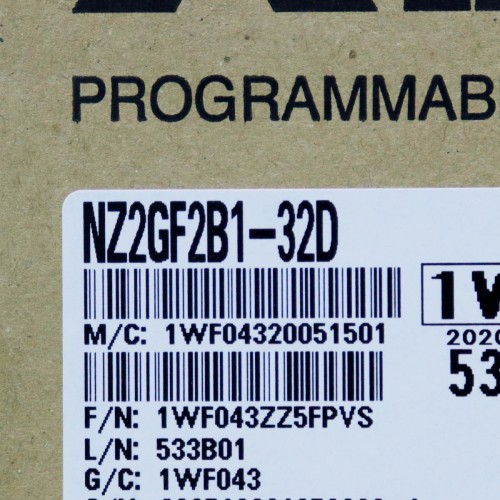 PROGRAMMAB
NZ2GF2B1-32D
M/C: 1WF04320051501
1W
2020
53
F/N: 1WF043ZZ5FPVS
L/N: 533B01
G/C: 1WF043